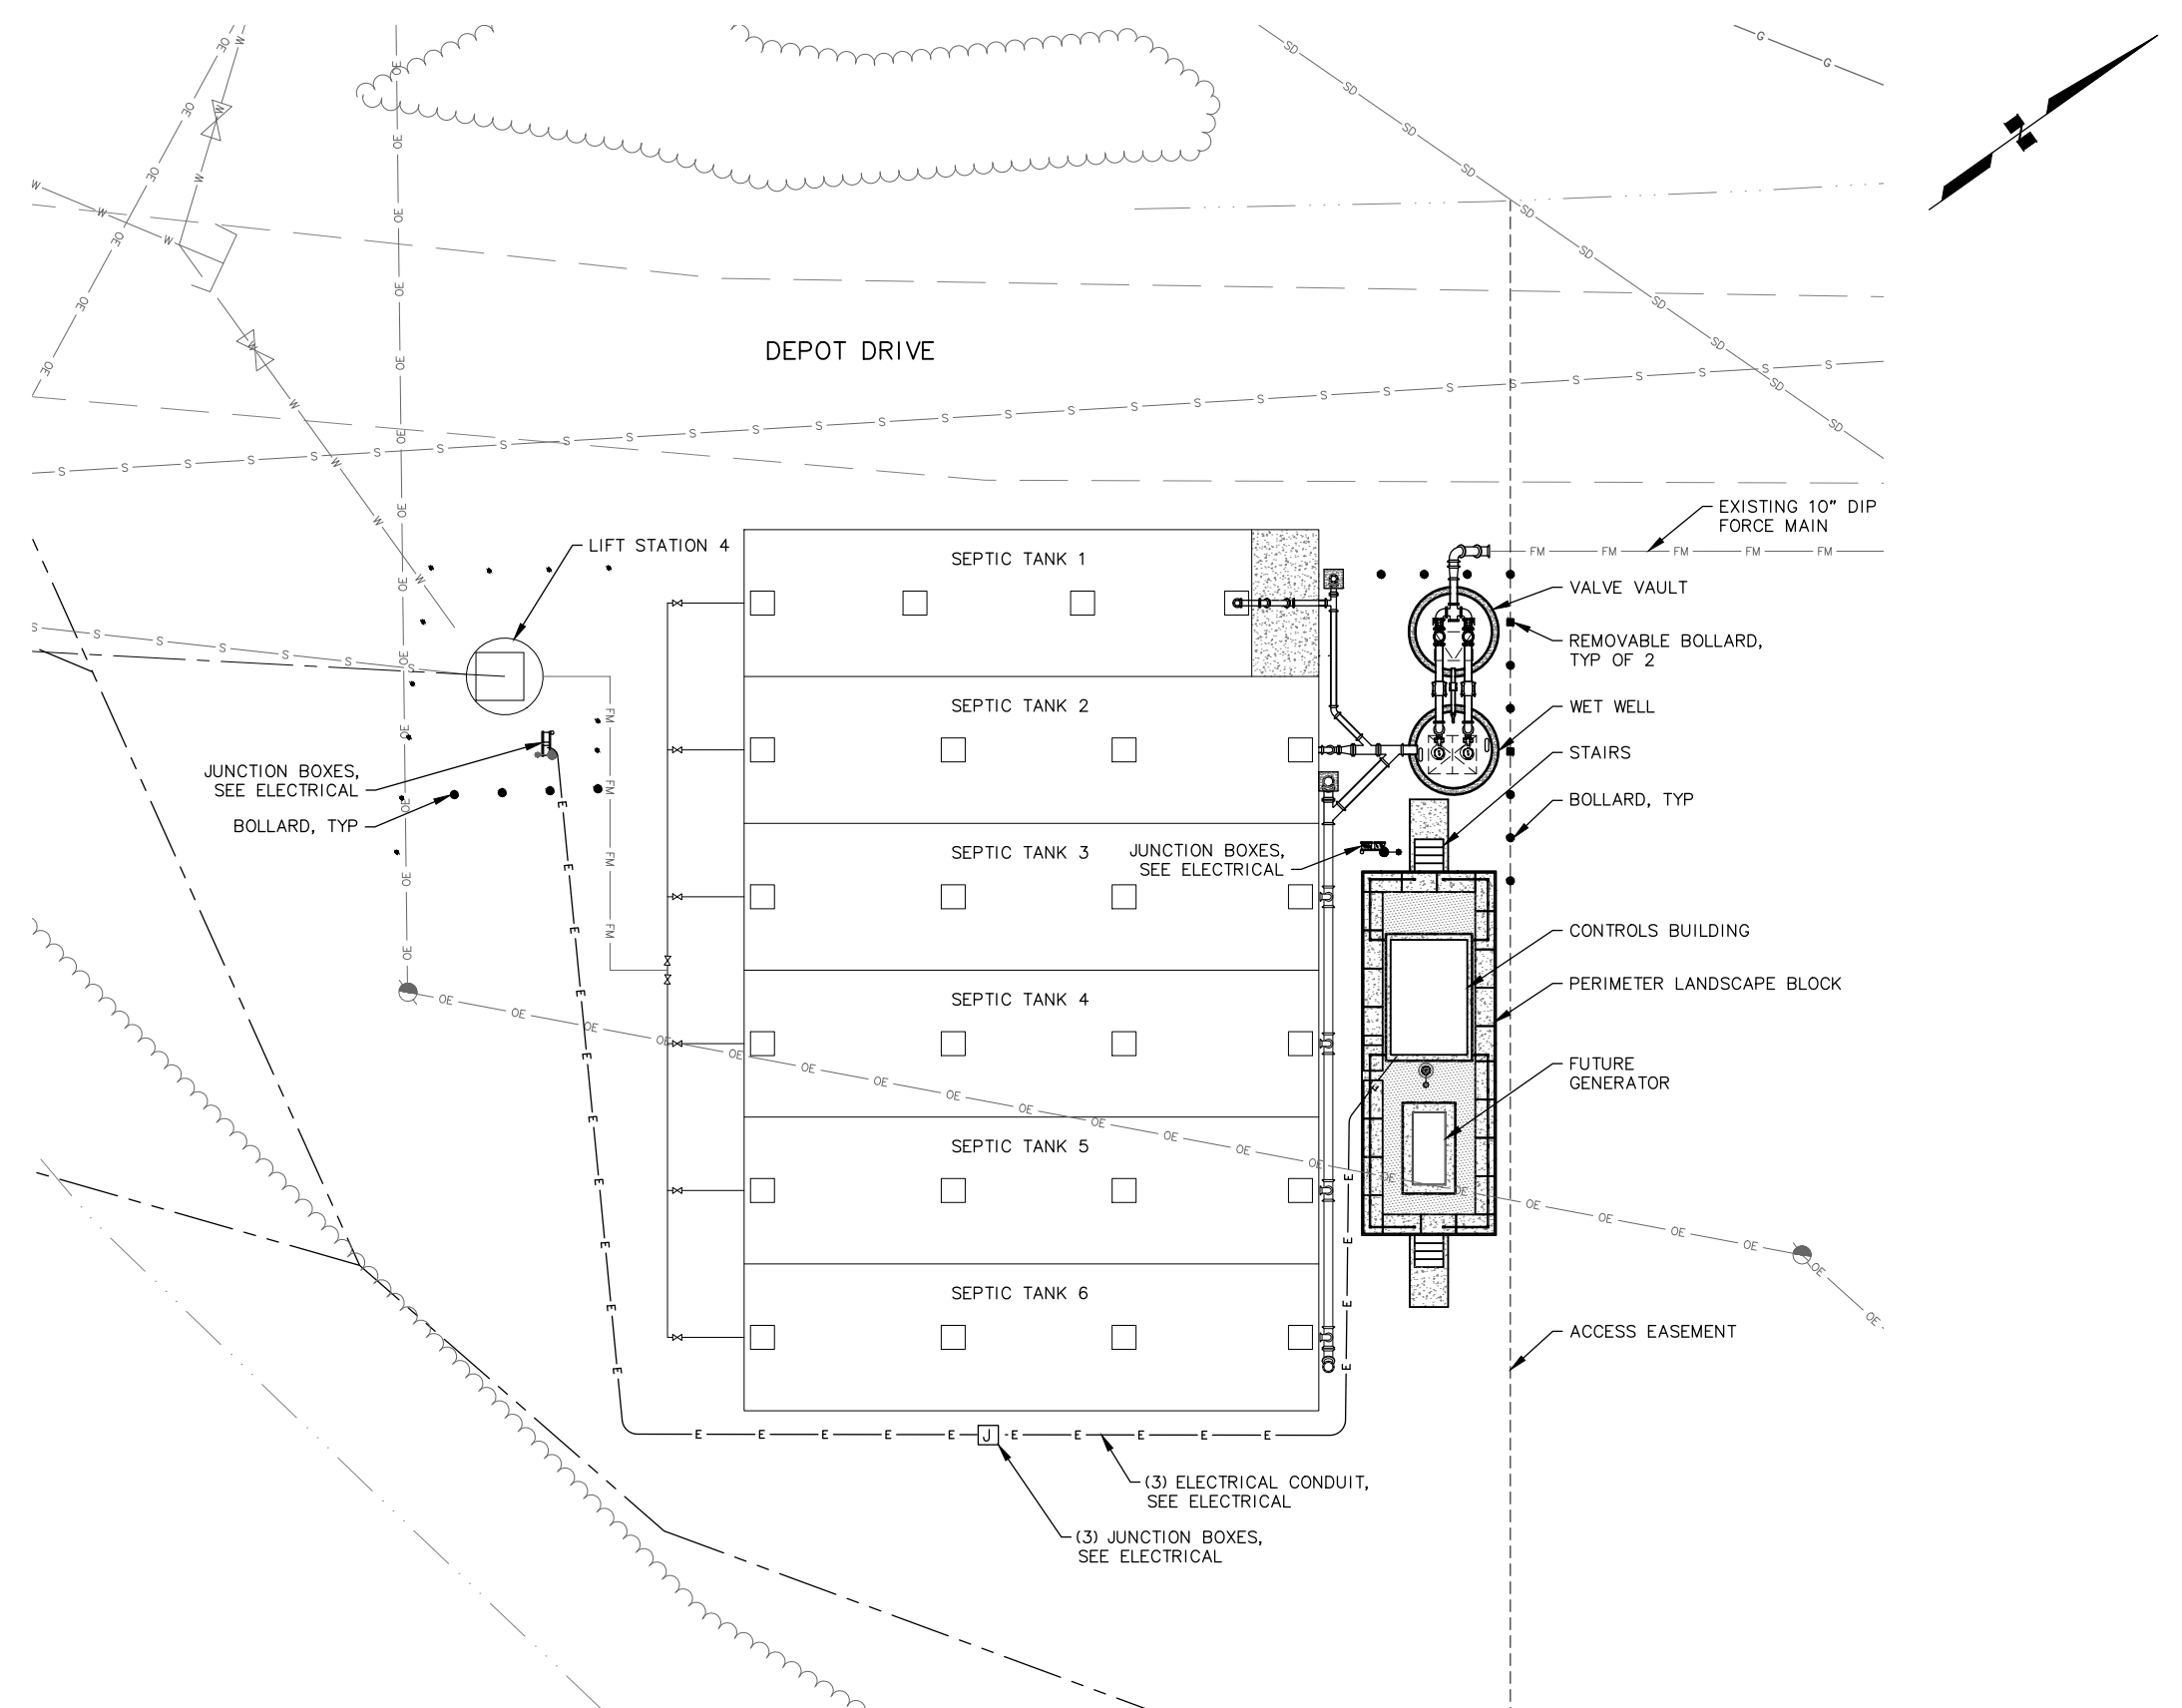 DEPOT DRIVE
EXISTING 10" DIP
FORCE MAIN
LIFT STATION 4
SEPTIC TANK 1
VALVE VAULT
REMOVABLE BOLLARD,
TYP OF 2
SEPTIC TANK 2
WET WELL
STAIRS
JUNCTION BOXES,
SEE ELECTRICAL
BOLLARD, TYP
BOLLARD, TYP
SEPTIC TANK 3
JUNCTION BOXES,
SEE ELECTRICAL
CONTROLS BUILDING
PERIMETER LANDSCAPE BLOCK
SEPTIC TANK 4
FUTURE
GENERATOR
SEPTIC TANK 5
SEPTIC TANK 6
ACCESS EASEMENT
J
(3) ELECTRICAL CONDUIT,
SEE ELECTRICAL
(3) JUNCTION BOXES,
SEE ELECTRICAL